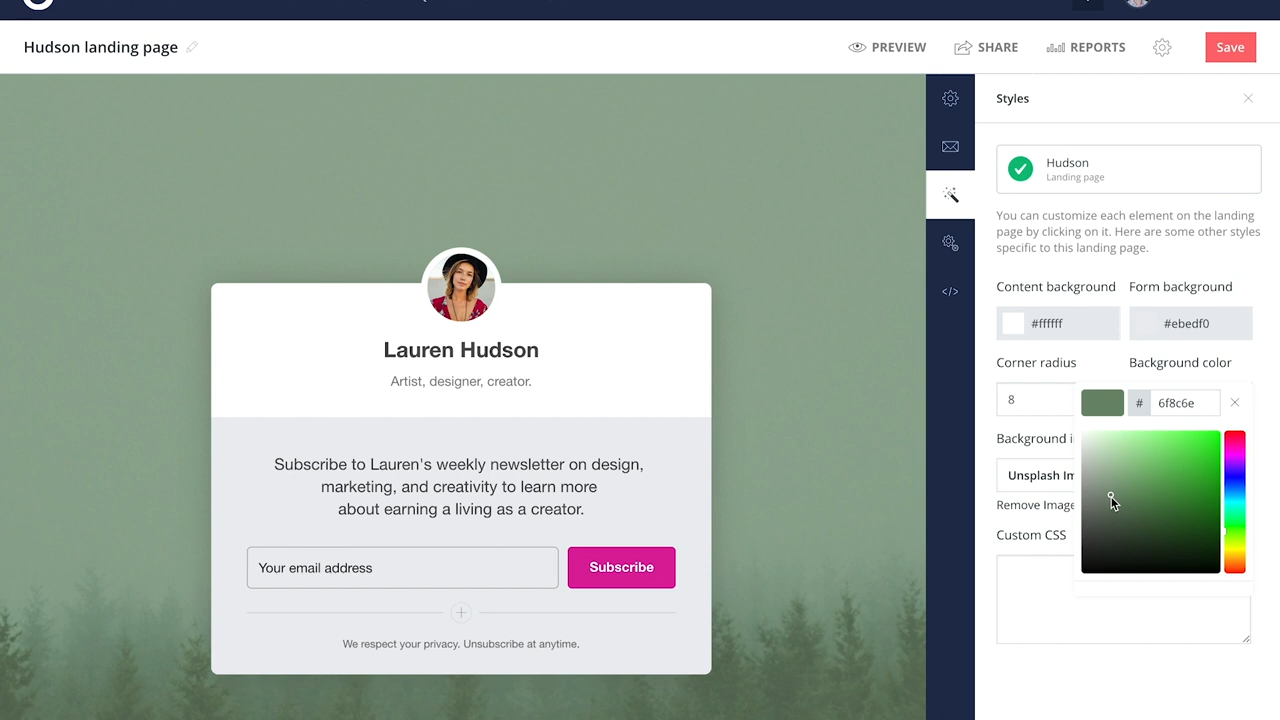 Hudson landing page
PREVIEW
SHARE
REPORTS
Save
Styles
Hudson
Landing page
You can customize each element on the landing
page by clicking on it. Here are some other styles
specific to this landing page.
Content background
Form background
#ffffff
#ebedf0
Corner radius
Background color
8
# 6f8c6e
Background i
Unsplash Im
Remove Image
Custom CSS
Lauren Hudson
Artist, designer, creator.
Subscribe to Lauren's weekly newsletter on design,
marketing, and creativity to learn more
about earning a living as a creator.
Your email address
Subscribe
We respect your privacy. Unsubscribe at anytime.